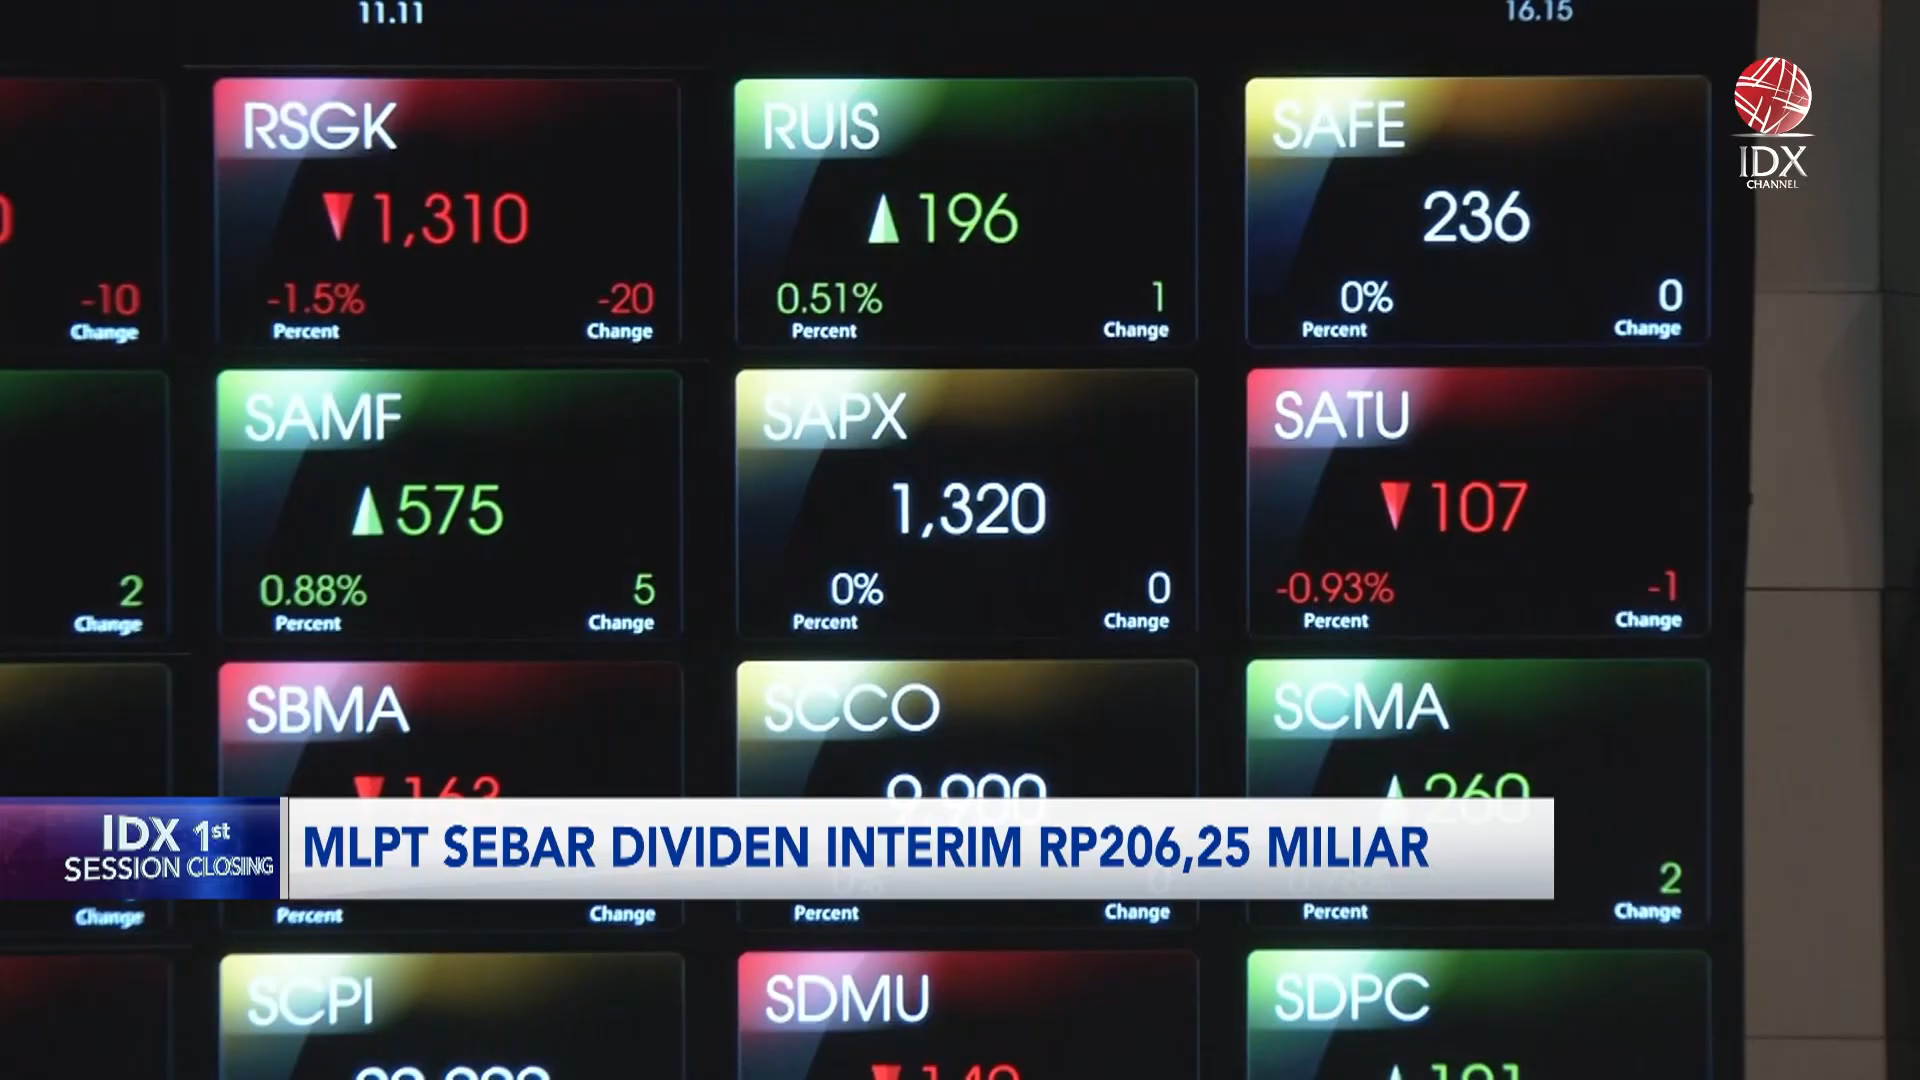 11.11
16.15
IDX
CHANNEL
RSGK
1,310
-1.5%
-20
Percent
Change
RUIS
196
0.51%
1
Percent
Change
SAFE
236
0%
0
Percent
Change
-10
Change
SAMF
575
0.88%
5
Percent
Change
SAPX
1,320
0%
0
Percent
Change
SATU
107
-0.93%
-1
Percent
Change
2
Change
SBMA
163
Percent
Change
SCCO
9,900
Percent
Change
SCMA
260
2
Percent
Change
Change
IDX 1st
SESSION CLOSING
MLPT SEBAR DIVIDEN INTERIM RP206,25 MILIAR
SCPI
SDMU
SDPC